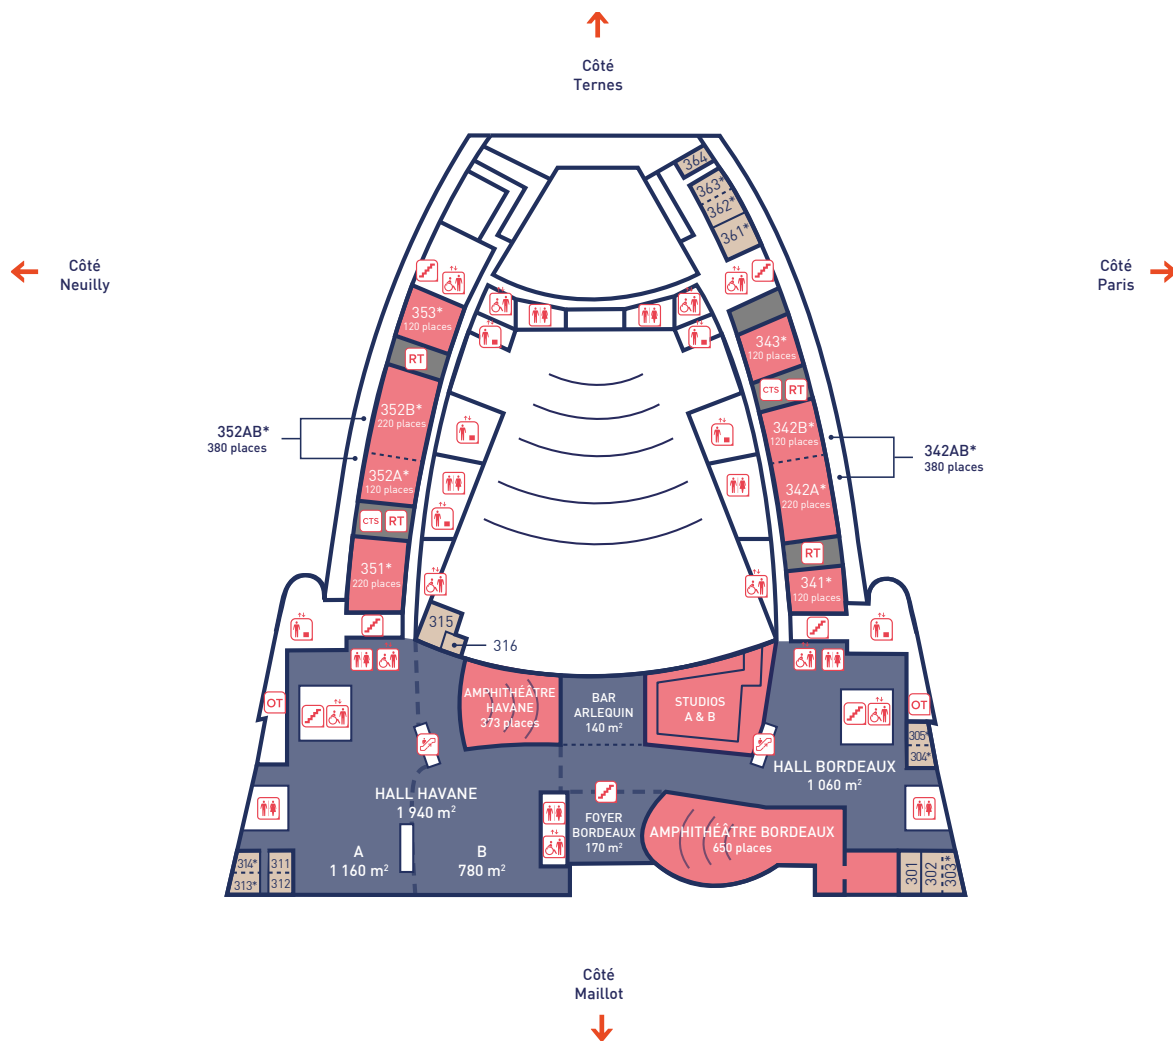 Côté
Ternes
Côté
Neuilly
Côté
Paris
364
363*
362*
361*
353*
120 places
RT
343*
120 places
CTS
RT
352B*
220 places
352AB*
380 places
352A*
120 places
342B*
120 places
342AB*
380 places
342A*
220 places
CTS
RT
RT
351*
220 places
341*
120 places
315
316
OT
AMPHITHÉÂTRE
HAVANE
373 places
BAR
ARLEQUIN
140 m²
STUDIOS
A & B
OT
305*
304*
HALL BORDEAUX
1 060 m²
HALL HAVANE
1 940 m²
FOYER
BORDEAUX
170 m²
AMPHITHÉÂTRE BORDEAUX
650 places
A
1 160 m²
B
780 m²
314*
313*
311
312
301
302
303*
Côté
Maillot